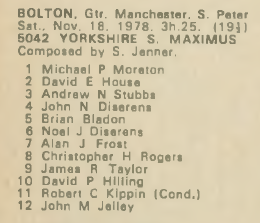 BOLTON, Gtr. Manchester. S. Peter
Sat., Nov. 18, 1978. 3h.25. (19½)
5042 YORKSHIRE S. MAXIMUS
Composed by S. Jenner.
1 Michael P Moreton
2 David E House
3 Andrew N Stubbs
4 John N Diserens
5 Brian Bladon
6 Noel J Diserens
7 Alan J Frost
8 Christopher H Rogers
9 James R Taylor
10 David P Hilling
11 Robert C Kippin (Cond.)
12 John M Jelley